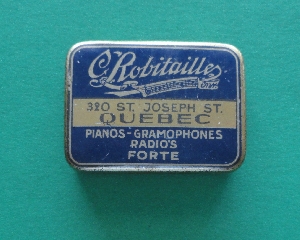 C. Robitaille
320 ST. JOSEPH ST.
QUEBEC
PIANOS - GRAMOPHONES
RADIO'S
FORTE